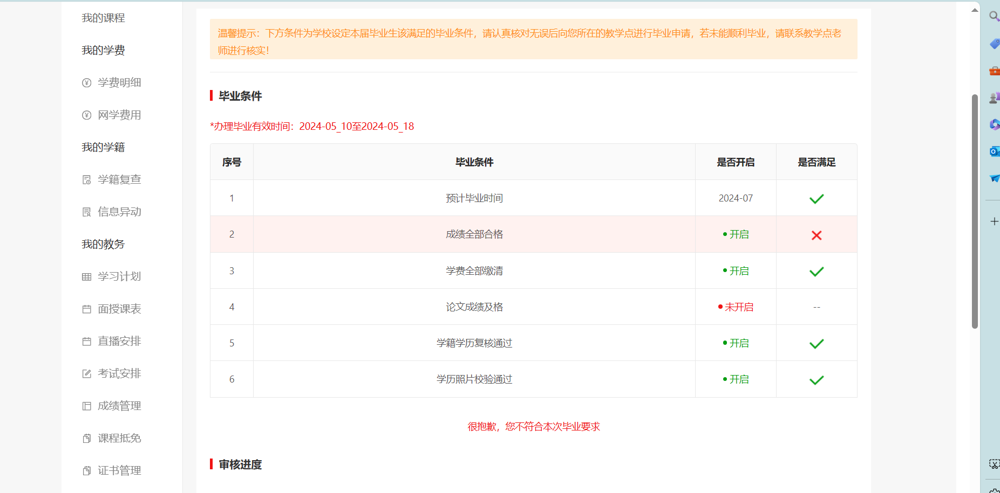 我的课程
我的学费
学费明细
网学费用
我的学籍
学籍复查
信息异动
我的教务
学习计划
面授课表
直播安排
考试安排
成绩管理
课程抵免
证书管理
温馨提示：下方条件为学校设定本届毕业生该满足的毕业条件，请认真核对无误后向您所在的教学点进行毕业申请，若未能顺利毕业，请联系教学点老
师进行核实！
毕业条件
*办理毕业有效时间：2024-05_10至2024-05_18
序号 毕业条件 是否开启 是否满足
1 预计毕业时间 2024-07
2 成绩全部合格 开启
3 学费全部缴清 开启
4 论文成绩及格 未开启 --
5 学籍学历复核通过 开启
6 学历照片校验通过 开启
很抱歉，您不符合本次毕业要求
审核进度